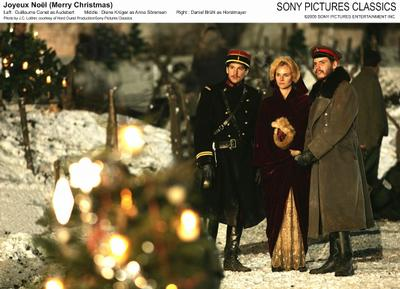 Joyeux Noël (Merry Christmas)
Left: Guillaume Canet as Audebert Middle: Diane Krüger as Anna Sörensen Right: Daniel Brühl as Horstmayer
Photo by J.C. Lother, courtesy of Nord-Ouest Production/Sony Pictures Classics
SONY PICTURES CLASSICS
©2005 SONY PICTURES ENTERTAINMENT INC.